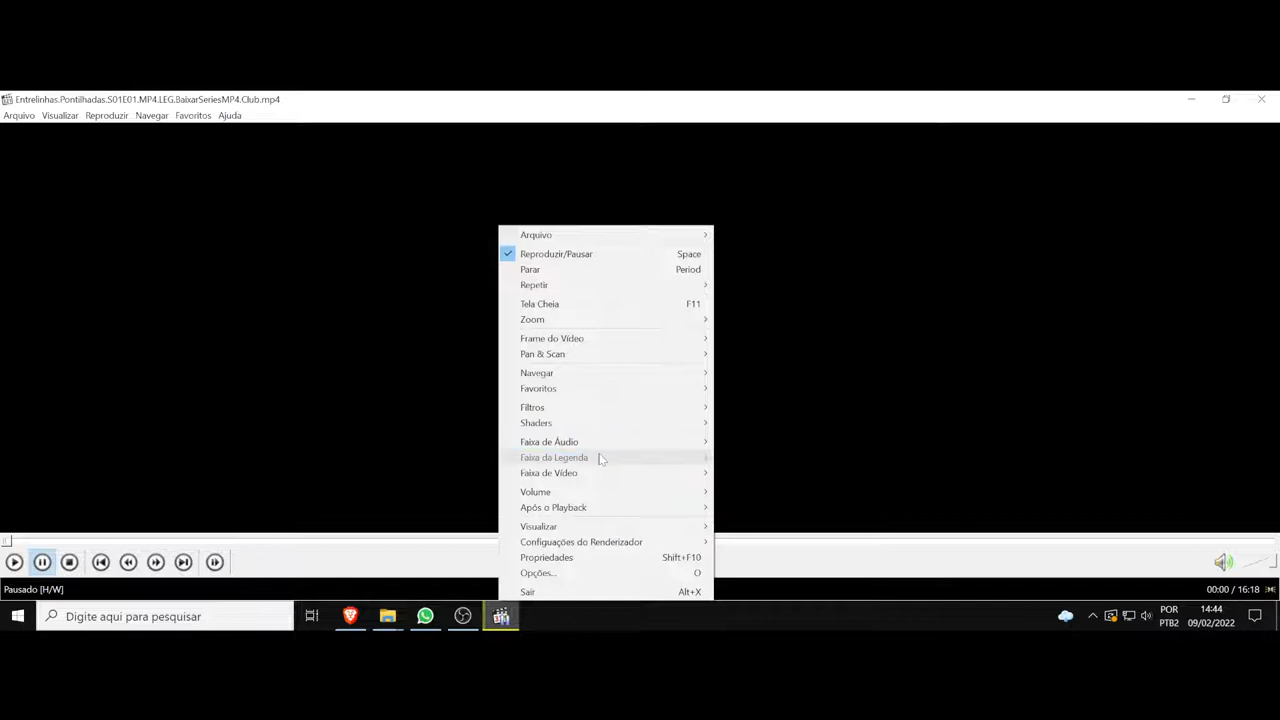 Entrelinhas.Pontilhadas.S01E01.MP4.LEG.BaixarSeriesMP4.Club.mp4
Arquivo Visualizar Reproduzir Navegar Favoritos Ajuda
Arquivo
Reproduzir/Pausar Space
Parar Period
Repetir
Tela Cheia F11
Zoom
Frame do Vídeo
Pan & Scan
Navegar
Favoritos
Filtros
Shaders
Faixa de Áudio
Faixa da Legenda
Faixa de Vídeo
Volume
Após o Playback
Visualizar
Configuações do Renderizador
Propriedades Shift+F10
Opções... O
Sair Alt+X
Pausado [H/W] 00:00 / 16:18
Digite aqui para pesquisar
POR 14:44
PTB2 09/02/2022